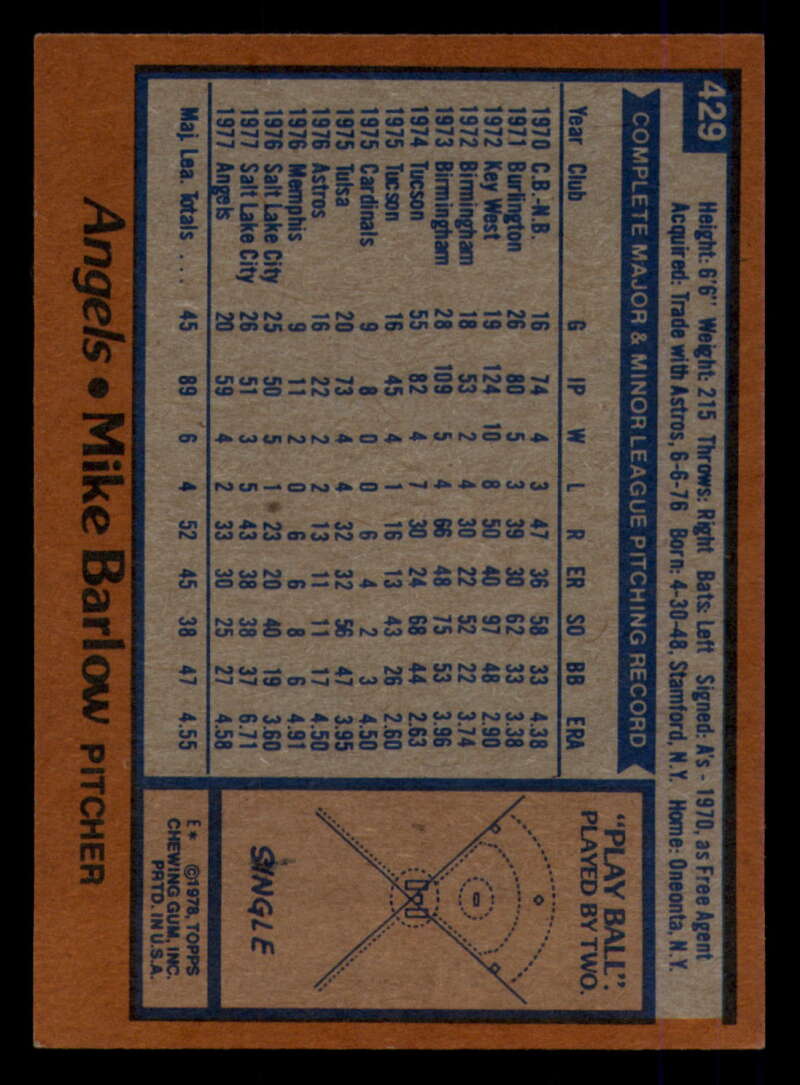 429
Height: 6'6" Weight: 215 Throws: Right Bats: Left Signed: A's - 1970, as Free Agent
Acquired: Trade with Astros, 6-6-76 Born: 4-30-48, Stamford, N.Y. Home: Oneonta, N.Y.
COMPLETE MAJOR & MINOR LEAGUE PITCHING RECORD
Year Club G IP W L R ER SO BB ERA
1970 C.B.-N.B. 16 74 4 3 47 36 58 33 4.38
1971 Burlington 26 80 5 3 39 30 62 33 3.38
1972 Key West 19 124 10 8 50 40 97 48 2.90
1972 Birmingham 18 53 2 4 30 22 52 22 3.74
1973 Birmingham 28 109 5 4 66 48 75 53 3.96
1974 Tucson 55 82 4 7 30 24 68 44 2.63
1975 Tucson 16 45 4 1 16 13 43 26 2.60
1975 Cardinals 9 8 0 0 6 4 2 3 4.50
1975 Tulsa 20 73 4 4 32 32 56 47 3.95
1976 Astros 16 22 2 2 13 11 11 17 4.50
1976 Memphis 9 11 2 0 6 6 8 6 4.91
1976 Salt Lake City 25 50 5 1 23 20 40 19 3.60
1977 Salt Lake City 26 51 3 5 43 38 38 37 6.71
1977 Angels 20 59 4 2 33 30 25 27 4.58
Maj. Lea. Totals .... 45 89 6 4 52 45 38 47 4.55
"PLAY BALL":
PLAYED BY TWO.
SINGLE
E* ©1978, TOPPS
CHEWING GUM, INC.
PRTD. IN U.S.A.
Angels • Mike Barlow PITCHER